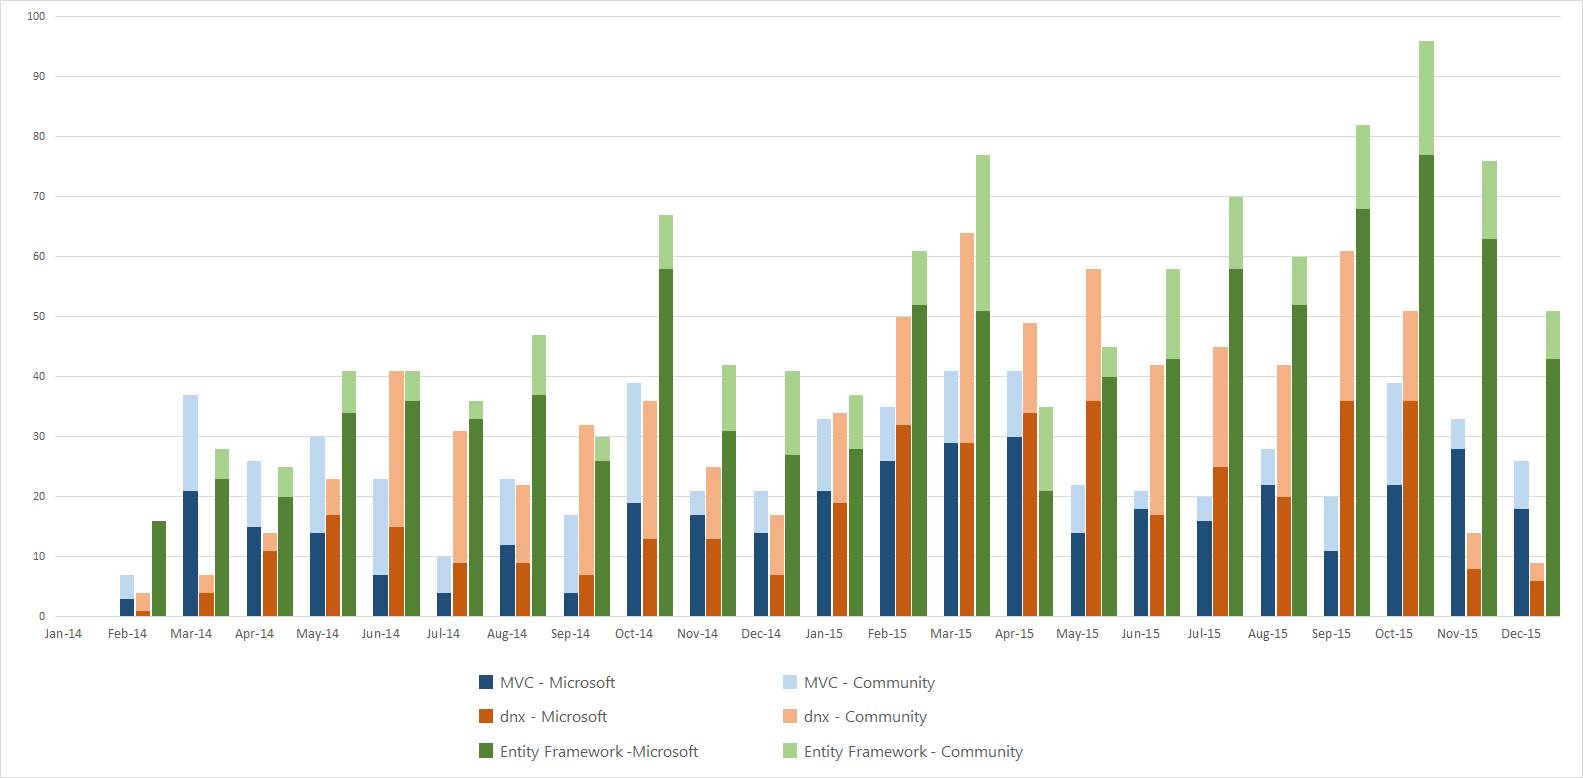 100
90
80
70
60
50
40
30
20
10
0
Jan-14 Feb-14 Mar-14 Apr-14 May-14 Jun-14 Jul-14 Aug-14 Sep-14 Oct-14 Nov-14 Dec-14 Jan-15 Feb-15 Mar-15 Apr-15 May-15 Jun-15 Jul-15 Aug-15 Sep-15 Oct-15 Nov-15 Dec-15
MVC - Microsoft MVC - Community
dnx - Microsoft dnx - Community
Entity Framework -Microsoft Entity Framework - Community